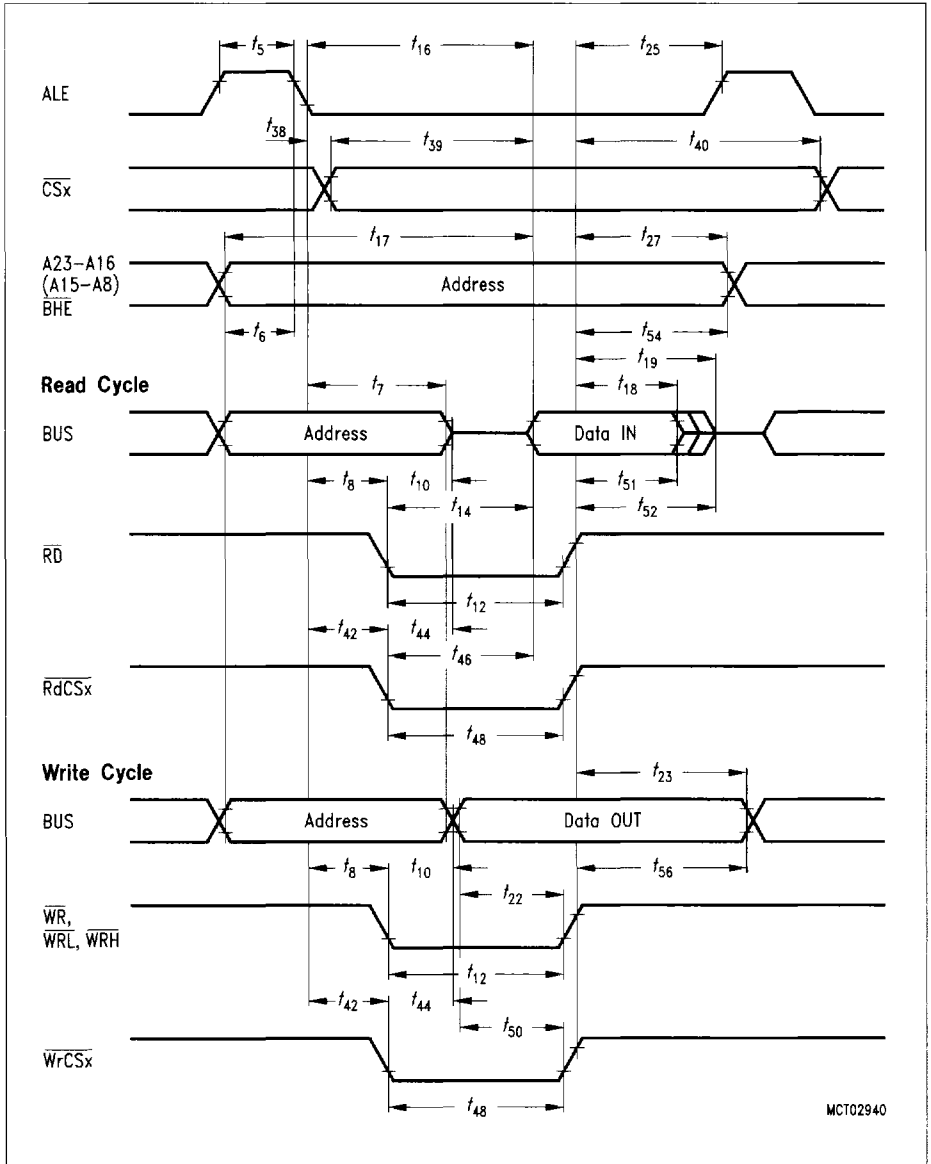 t5 t16 t25
ALE
t38 t39 t40
CSx
t17 t27
A23-A16
(A15-A8)
BHE
Address
t6 t54
t19
Read Cycle
t7 t18
BUS Address Data IN
t8 t10 t51
t14 t52
RD
t12
t42 t44
t46
RdCSx
t48
Write Cycle
t23
BUS Address Data OUT
t8 t10 t56
t22
WR,
WRL, WRH
t12
t42 t44
t50
WrCSx
t48
MCT02940